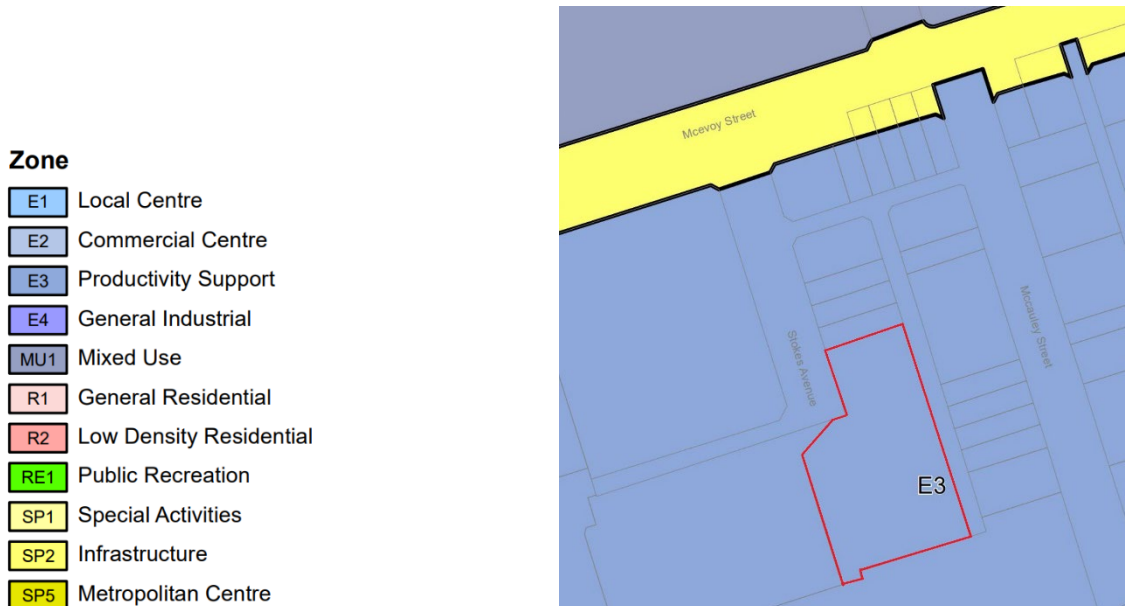 Zone
E1 Local Centre
E2 Commercial Centre
E3 Productivity Support
E4 General Industrial
MU1 Mixed Use
R1 General Residential
R2 Low Density Residential
RE1 Public Recreation
SP1 Special Activities
SP2 Infrastructure
SP5 Metropolitan Centre
Mcevoy Street
Stokes Avenue
Mccauley Street
E3